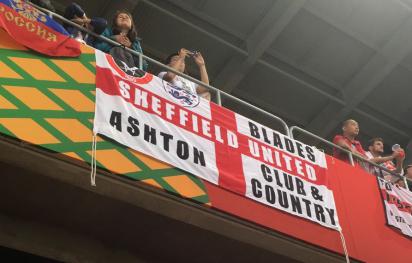 РОССИЯ
BLADES
SHEFFIELD UNITED
ASHTON
CLUB &
COUNTRY